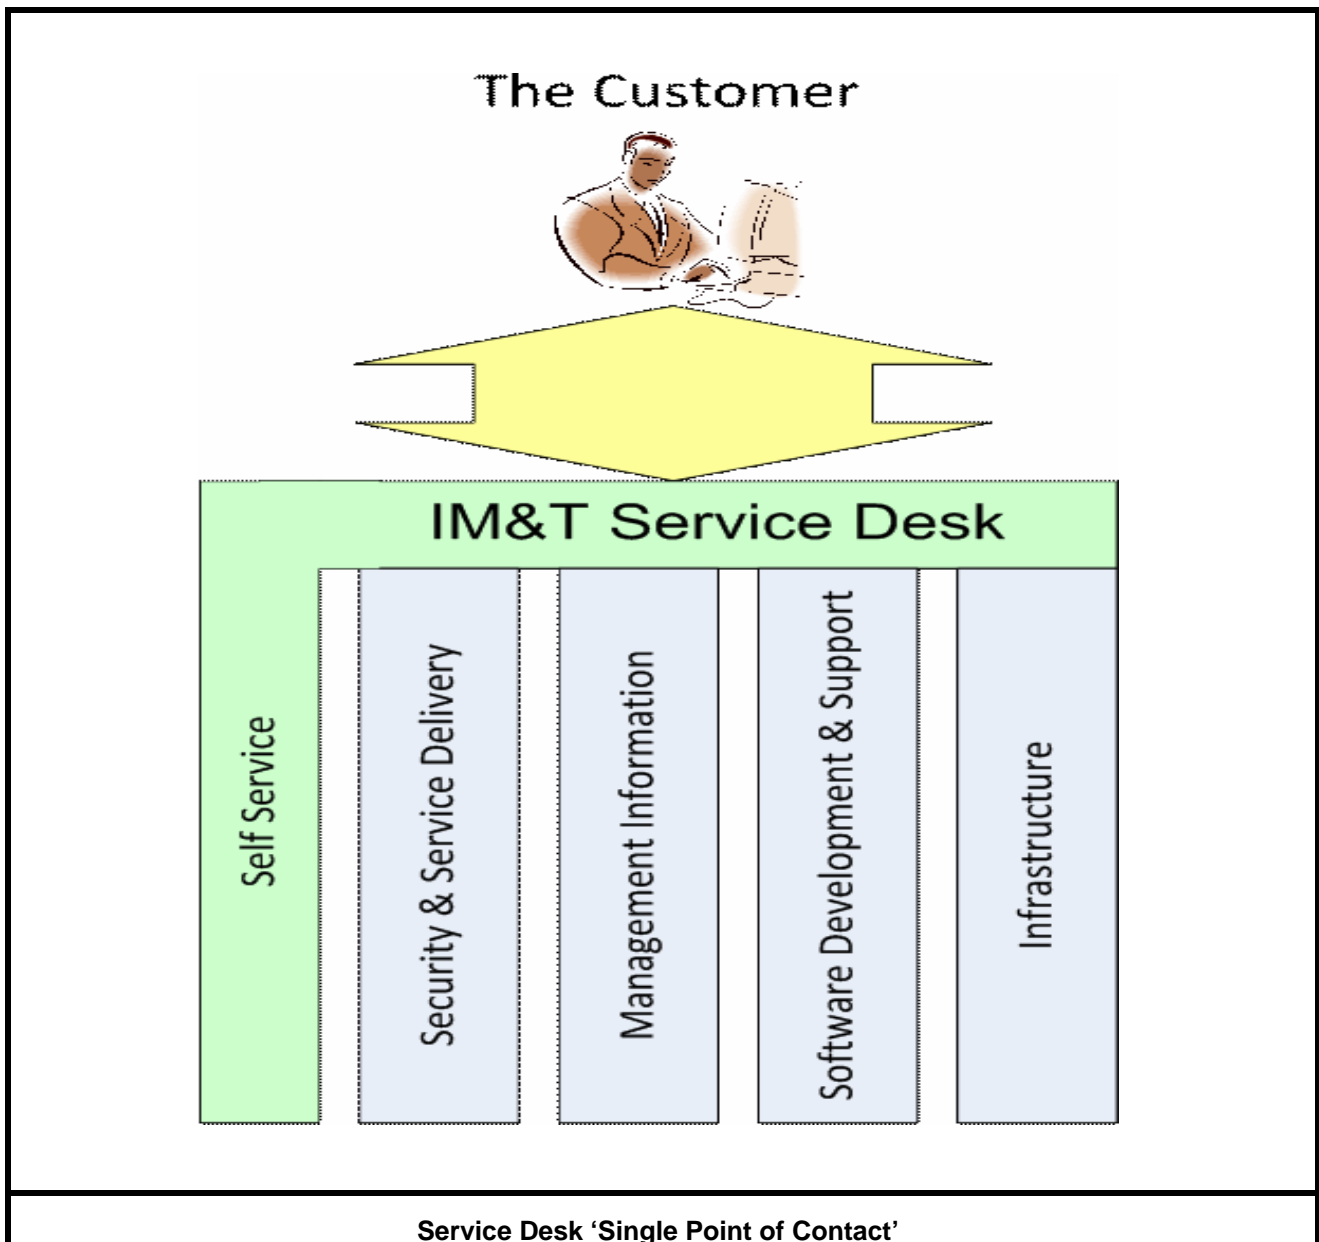 The Customer
IM&T Service Desk
Self Service
Security & Service Delivery
Management Information
Software Development & Support
Infrastructure
Service Desk ‘Single Point of Contact’